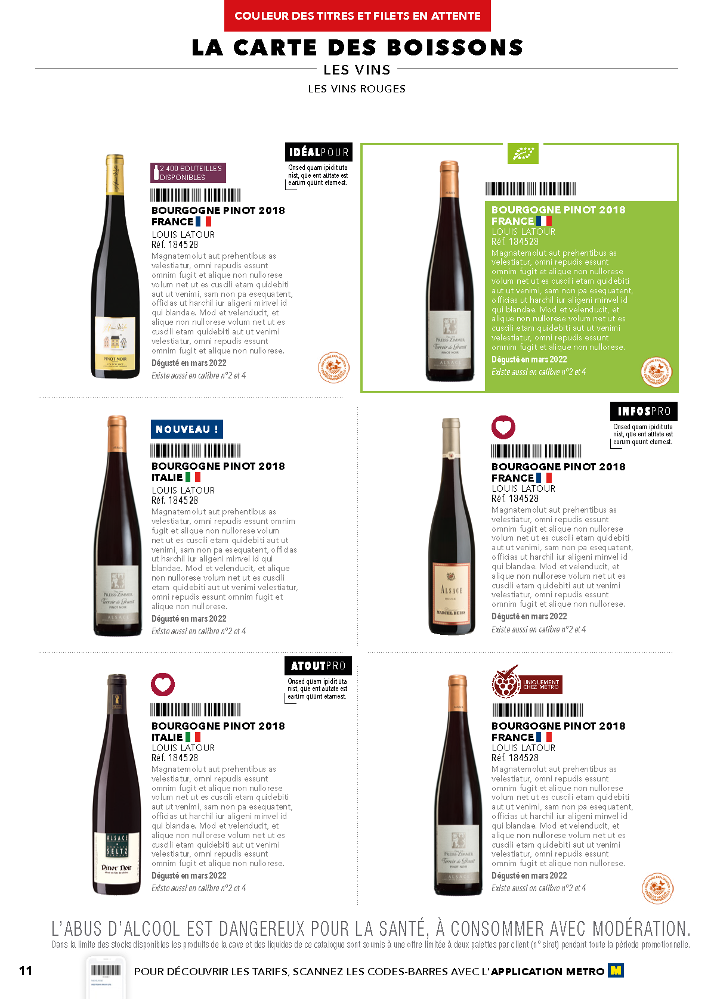 COULEUR DES TITRES ET FILETS EN ATTENTE
LA CARTE DES BOISSONS
LES VINS
LES VINS ROUGES
IDÉALPOUR
Onsed quam ipidit uta
nist, que ent autate est
earum quunt etamest.
2 400 BOUTEILLES
DISPONIBLES
BOURGOGNE PINOT 2018
FRANCE
LOUIS LATOUR
Réf. 184528
Magnatemolut aut prehentibus as
velestiatur, omni repudis essunt
omnim fugit et alique non nullorese
volum net ut es cuscili etam quidebiti
aut ut venimi, sam non pa esequatent,
officias ut harchil iur aligeni minvel id
qui blandae. Mod et velenducit, et
alique non nullorese volum net ut es
cuscili etam quidebiti aut ut venimi
velestiatur, omni repudis essunt
omnim fugit et alique non nullorese.
Dégusté en mars 2022
Existe aussi en calibre n°2 et 4
PINOT NOIR
VIN D'ALSACE
BOURGOGNE PINOT 2018
FRANCE
LOUIS LATOUR
Réf. 184528
Magnatemolut aut prehentibus as
velestiatur, omni repudis essunt
omnim fugit et alique non nullorese
volum net ut es cuscili etam quidebiti
aut ut venimi, sam non pa esequatent,
officias ut harchil iur aligeni minvel id
qui blandae. Mod et velenducit, et
alique non nullorese volum net ut es
cuscili etam quidebiti aut ut venimi
velestiatur, omni repudis essunt
omnim fugit et alique non nullorese.
Dégusté en mars 2022
Existe aussi en calibre n°2 et 4
ALSACE
PREISS-ZIMMER
Terroir de Granit
PINOT NOIR
ALSACE
HAUTE VALEUR
ENVIRONNEMENTALE
NOUVEAU !
BOURGOGNE PINOT 2018
ITALIE
LOUIS LATOUR
Réf. 184528
Magnatemolut aut prehentibus as
velestiatur, omni repudis essunt omnim
fugit et alique non nullorese volum
net ut es cuscili etam quidebiti aut ut
venimi, sam non pa esequatent, officias
ut harchil iur aligeni minvel id qui
blandae. Mod et velenducit, et alique
non nullorese volum net ut es cuscili
etam quidebiti aut ut venimi velestiatur,
omni repudis essunt omnim fugit et
alique non nullorese.
Dégusté en mars 2022
Existe aussi en calibre n°2 et 4
ALSACE
PREISS-ZIMMER
Terroir de Granit
PINOT NOIR
ALSACE
INFOSPRO
Onsed quam ipidit uta
nist, que ent autate est
earum quunt etamest.
BOURGOGNE PINOT 2018
FRANCE
LOUIS LATOUR
Réf. 184528
Magnatemolut aut prehentibus as
velestiatur, omni repudis essunt
omnim fugit et alique non nullorese
volum net ut es cuscili etam quidebiti
aut ut venimi, sam non pa esequatent,
officias ut harchil iur aligeni minvel id
qui blandae. Mod et velenducit, et
alique non nullorese volum net ut es
cuscili etam quidebiti aut ut venimi
velestiatur, omni repudis essunt
omnim fugit et alique non nullorese.
Dégusté en mars 2022
Existe aussi en calibre n°2 et 4
ALSACE
ROUGE
MARCEL DEISS
ATOUTPRO
Onsed quam ipidit uta
nist, que ent autate est
earum quunt etamest.
BOURGOGNE PINOT 2018
ITALIE
LOUIS LATOUR
Réf. 184528
Magnatemolut aut prehentibus as
velestiatur, omni repudis essunt
omnim fugit et alique non nullorese
volum net ut es cuscili etam quidebiti
aut ut venimi, sam non pa esequatent,
officias ut harchil iur aligeni minvel id
qui blandae. Mod et velenducit, et
alique non nullorese volum net ut es
cuscili etam quidebiti aut ut venimi
velestiatur, omni repudis essunt
omnim fugit et alique non nullorese.
Dégusté en mars 2022
Existe aussi en calibre n°2 et 4
ALSACE
SELTZ
Pinot Noir
UNIQUEMENT
CHEZ METRO
BOURGOGNE PINOT 2018
FRANCE
LOUIS LATOUR
Réf. 184528
Magnatemolut aut prehentibus as
velestiatur, omni repudis essunt
omnim fugit et alique non nullorese
volum net ut es cuscili etam quidebiti
aut ut venimi, sam non pa esequatent,
officias ut harchil iur aligeni minvel id
qui blandae. Mod et velenducit, et
alique non nullorese volum net ut es
cuscili etam quidebiti aut ut venimi
velestiatur, omni repudis essunt
omnim fugit et alique non nullorese.
Dégusté en mars 2022
Existe aussi en calibre n°2 et 4
ALSACE
PREISS-ZIMMER
Terroir de Granit
PINOT NOIR
ALSACE
HAUTE VALEUR
ENVIRONNEMENTALE
L'ABUS D'ALCOOL EST DANGEREUX POUR LA SANTÉ, À CONSOMMER AVEC MODÉRATION.
Dans la limite des stocks disponibles les produits de la cave et des liquides de ce catalogue sont soumis à une offre limitée à deux palettes par client (n° siret) pendant toute la période promotionnelle.
11
POUR DÉCOUVRIR LES TARIFS, SCANNEZ LES CODES-BARRES AVEC L'APPLICATION METRO M